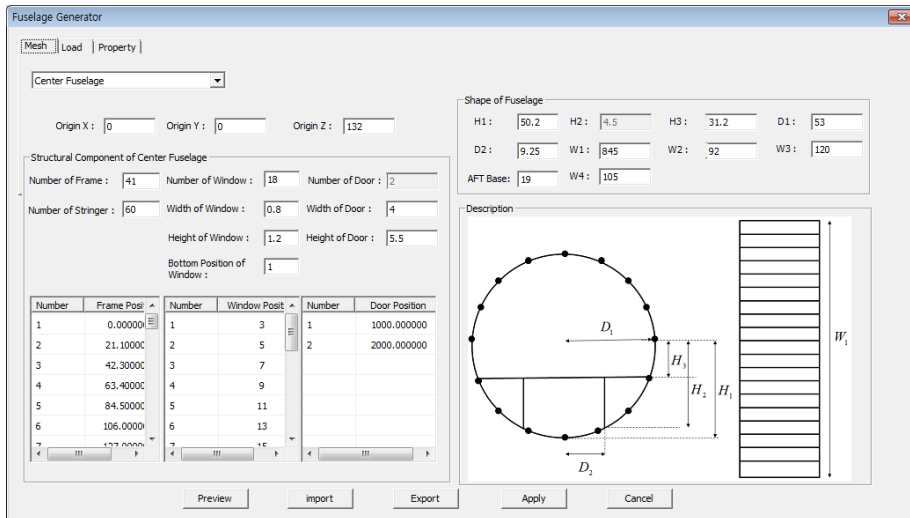 Fuselage Generator
Mesh Load Property
Center Fuselage
Origin X : 0 Origin Y : 0 Origin Z : 132
Shape of Fuselage
H1 : 50.2 H2 : 4.5 H3 : 31.2 D1 : 53
D2 : 9.25 W1 : 845 W2 : 92 W3 : 120
AFT Base: 19 W4 : 105
Structural Component of Center Fuselage
Number of Frame : 41 Number of Window : 18 Number of Door : 2
Number of Stringer : 60 Width of Window : 0.8 Width of Door : 4
Height of Window : 1.2 Height of Door : 5.5
Bottom Position of
Window : 1
Number Frame Posi Number Window Posit Number Door Position
1 0.00000 1 3 1 1000.000000
2 21.10000 2 5 2 2000.000000
3 42.30000 3 7
4 63.40000 4 9
5 84.50000 5 11
6 106.0000 6 13
7 127.0000 7 15
Description
D1
H3
H2 H1
D2
W1
Preview import Export Apply Cancel